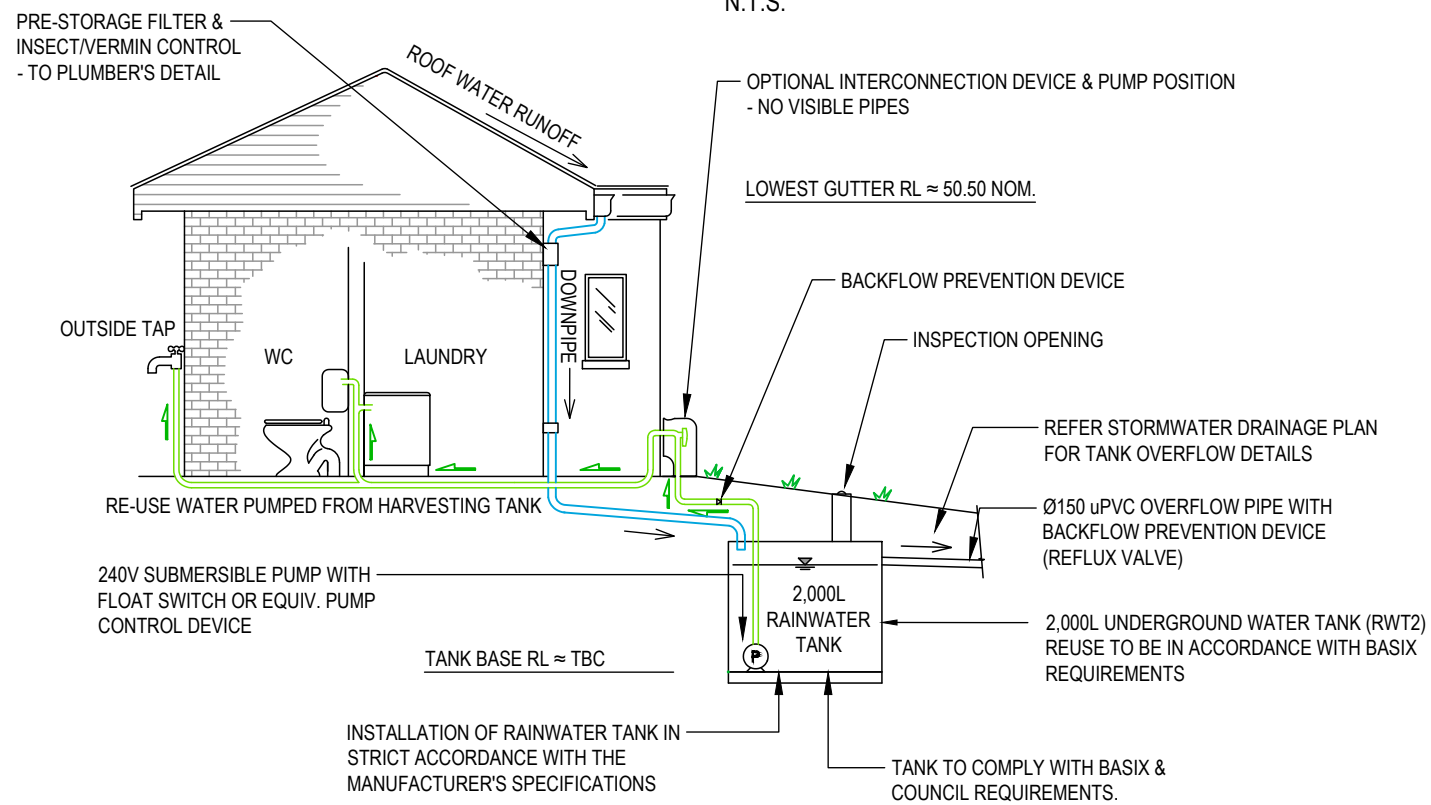 N.T.S.
PRE-STORAGE FILTER &
INSECT/VERMIN CONTROL
- TO PLUMBER'S DETAIL
ROOF WATER RUNOFF
OPTIONAL INTERCONNECTION DEVICE & PUMP POSITION
- NO VISIBLE PIPES
LOWEST GUTTER RL ≈ 50.50 NOM.
BACKFLOW PREVENTION DEVICE
DOWNPIPE
OUTSIDE TAP
WC
LAUNDRY
INSPECTION OPENING
REFER STORMWATER DRAINAGE PLAN
FOR TANK OVERFLOW DETAILS
RE-USE WATER PUMPED FROM HARVESTING TANK
Ø150 uPVC OVERFLOW PIPE WITH
BACKFLOW PREVENTION DEVICE
(REFLUX VALVE)
240V SUBMERSIBLE PUMP WITH
FLOAT SWITCH OR EQUIV. PUMP
CONTROL DEVICE
2,000L
RAINWATER
TANK
P
2,000L UNDERGROUND WATER TANK (RWT2)
REUSE TO BE IN ACCORDANCE WITH BASIX
REQUIREMENTS
TANK BASE RL ≈ TBC
INSTALLATION OF RAINWATER TANK IN
STRICT ACCORDANCE WITH THE
MANUFACTURER'S SPECIFICATIONS
TANK TO COMPLY WITH BASIX &
COUNCIL REQUIREMENTS.